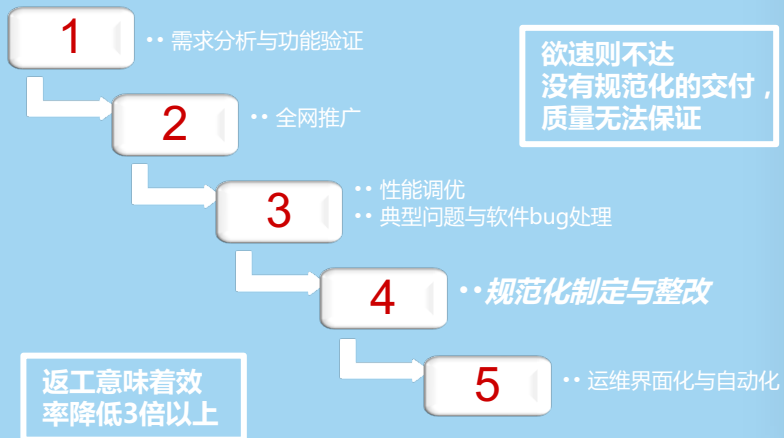 1
·· 需求分析与功能验证
欲速则不达
没有规范化的交付，
质量无法保证
2
·· 全网推广
3
·· 性能调优
·· 典型问题与软件bug处理
4
··规范化制定与整改
5
·· 运维界面化与自动化
返工意味着效
率降低3倍以上